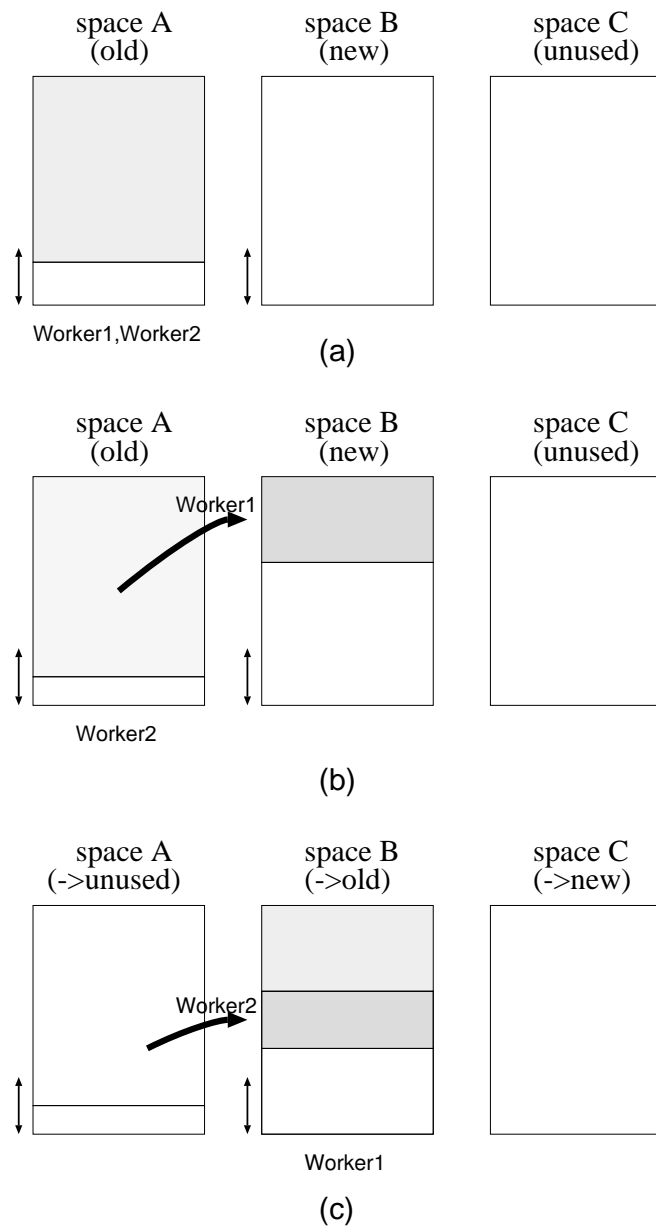 space A
(old)
space B
(new)
space C
(unused)
Worker1,Worker2
(a)
space A
(old)
space B
(new)
space C
(unused)
Worker1
Worker2
(b)
space A
(->unused)
space B
(->old)
space C
(->new)
Worker2
Worker1
(c)